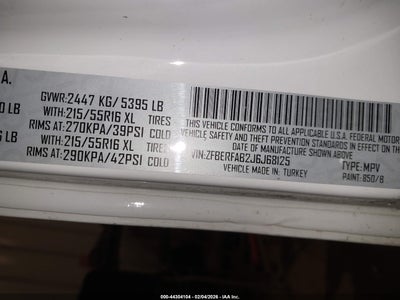 A.
GVWR:2447 KG/ 5395 LB
WITH:215/55R16 XL TIRES
RIMS AT:270KPA/39PSI COLD
WITH:215/55R16 XL TIRES
RIMS AT:290KPA/42PSI COLD
0 LB
LB
THIS VEHICLE CONFORMS TO ALL APPLICABLE U.S.A. FEDERAL MOTOR
VEHICLE SAFETY, BUMPER, AND THEFT PREVENTION STANDARDS IN
EFFECT ON THE DATE OF MANUFACTURE SHOWN ABOVE.
VIN:ZFBERFAB2J6J68125
TYPE: MPV
VEHICLE MADE IN: TURKEY
PAINT: 850/B
000-44304104 - 02/04/2026 - IAA Inc.